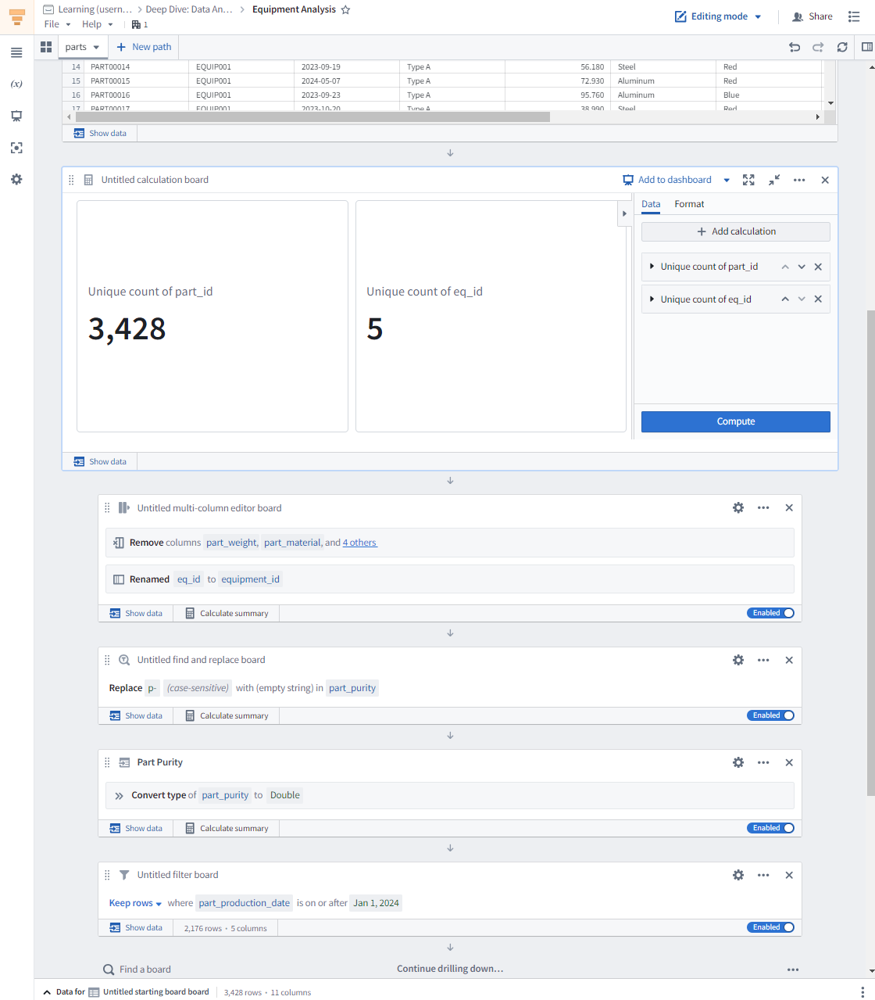 Learning (usern... > Deep Dive: Data An... > Equipment Analysis
File Help 1
Editing mode
Share
parts
New path
(x)
14 PART00014 EQUIP001 2023-09-19 Type A 56.180 Steel Red
15 PART00015 EQUIP001 2024-05-07 Type A 72.930 Aluminum Red
16 PART00016 EQUIP001 2023-09-23 Type A 95.760 Aluminum Blue
17 PART00017 EQUIP001 2023-10-20 Type A 38.990 Steel Red
Show data
Untitled calculation board
Add to dashboard
Data Format
Add calculation
Unique count of part_id
Unique count of eq_id
Unique count of part_id
3,428
Unique count of eq_id
5
Compute
Show data
Untitled multi-column editor board
Remove columns part_weight, part_material, and 4 others
Renamed eq_id to equipment_id
Show data Calculate summary Enabled
Untitled find and replace board
Replace p- (case-sensitive) with (empty string) in part_purity
Show data Calculate summary Enabled
Part Purity
Convert type of part_purity to Double
Show data Calculate summary Enabled
Untitled filter board
Keep rows where part_production_date is on or after Jan 1, 2024
Show data 2,176 rows • 5 columns Enabled
Find a board Continue drilling down...
Data for Untitled starting board board 3,428 rows • 11 columns